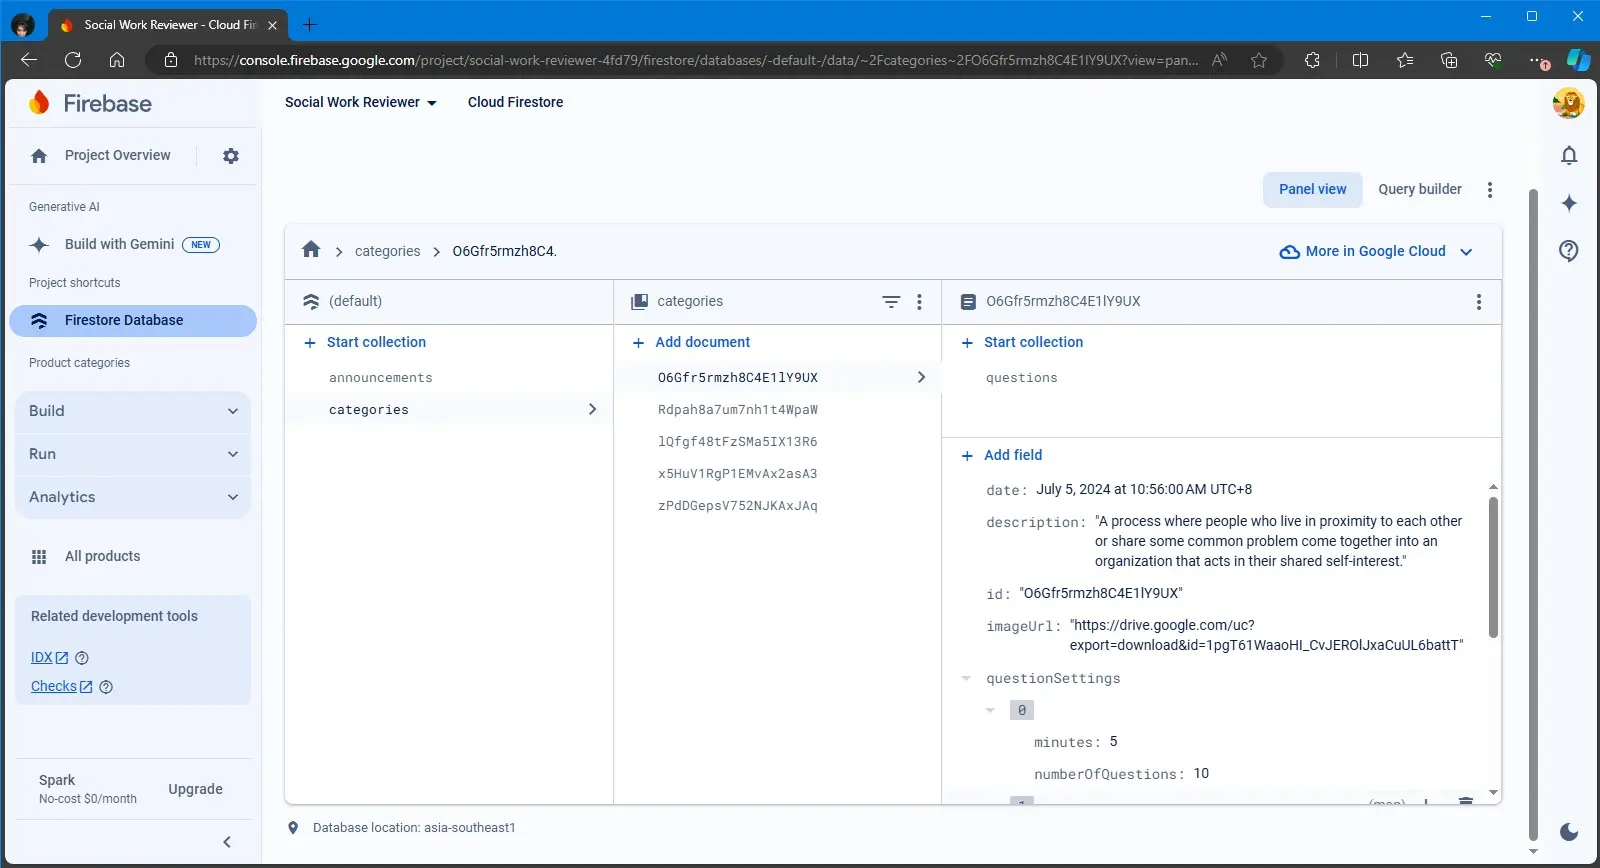 Social Work Reviewer - Cloud Fir
https://console.firebase.google.com/project/social-work-reviewer-4fd79/firestore/databases/-default-/data/~2Fcategories~2FO6Gfr5rmzh8C4E1lY9UX?view=pan...
Firebase
Social Work Reviewer
Cloud Firestore
Project Overview
Generative AI
Build with Gemini NEW
Project shortcuts
Firestore Database
Product categories
Build
Run
Analytics
All products
Related development tools
IDX
Checks
Spark
No-cost $0/month
Upgrade
Panel view
Query builder
categories
O6Gfr5rmzh8C4.
More in Google Cloud
(default)
Start collection
announcements
categories
categories
Add document
O6Gfr5rmzh8C4E1lY9UX
Rdpah8a7um7nh1t4WpaW
lQfgf48tFzSMa5IX13R6
x5HuV1RgP1EMvAx2asA3
zPdDGepsV752NJKAxJAq
O6Gfr5rmzh8C4E1lY9UX
Start collection
questions
Add field
date: July 5, 2024 at 10:56:00 AM UTC+8
description: "A process where people who live in proximity to each other
or share some common problem come together into an
organization that acts in their shared self-interest."
id: "O6Gfr5rmzh8C4E1lY9UX"
imageUrl: "https://drive.google.com/uc?
export=download&id=1pgT61WaaoHI_CvJEROlJxaCuUL6battT"
questionSettings
0
minutes: 5
numberOfQuestions: 10
1
(map)
Database location: asia-southeast1